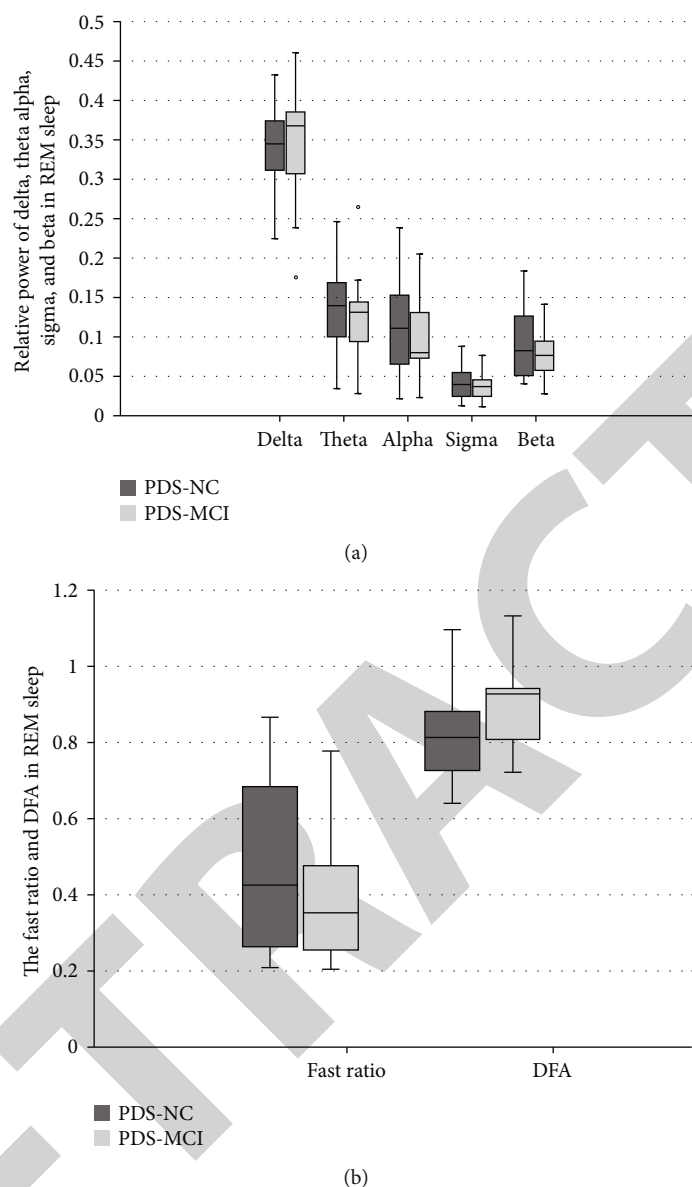 0.5
0.45
0.4
0.35
0.3
0.25
0.2
0.15
0.1
0.05
0
Relative power of delta, theta alpha,
sigma, and beta in REM sleep
Delta Theta Alpha Sigma Beta
PDS-NC
PDS-MCI
(a)
1.2
1
0.8
0.6
0.4
0.2
0
The fast ratio and DFA in REM sleep
Fast ratio DFA
PDS-NC
PDS-MCI
(b)
TRACT